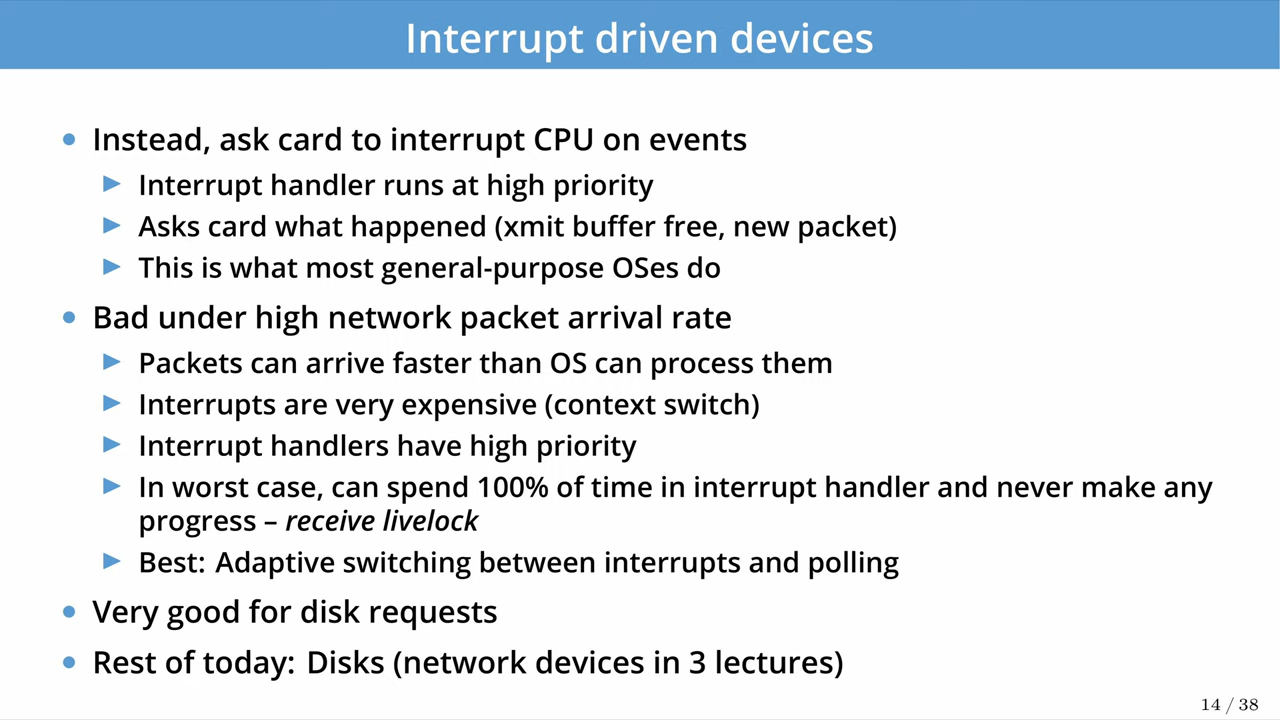 Interrupt driven devices
• Instead, ask card to interrupt CPU on events
▶ Interrupt handler runs at high priority
▶ Asks card what happened (xmit buffer free, new packet)
▶ This is what most general-purpose OSes do
• Bad under high network packet arrival rate
▶ Packets can arrive faster than OS can process them
▶ Interrupts are very expensive (context switch)
▶ Interrupt handlers have high priority
▶ In worst case, can spend 100% of time in interrupt handler and never make any
progress – receive livelock
▶ Best: Adaptive switching between interrupts and polling
• Very good for disk requests
• Rest of today: Disks (network devices in 3 lectures)
14 / 38